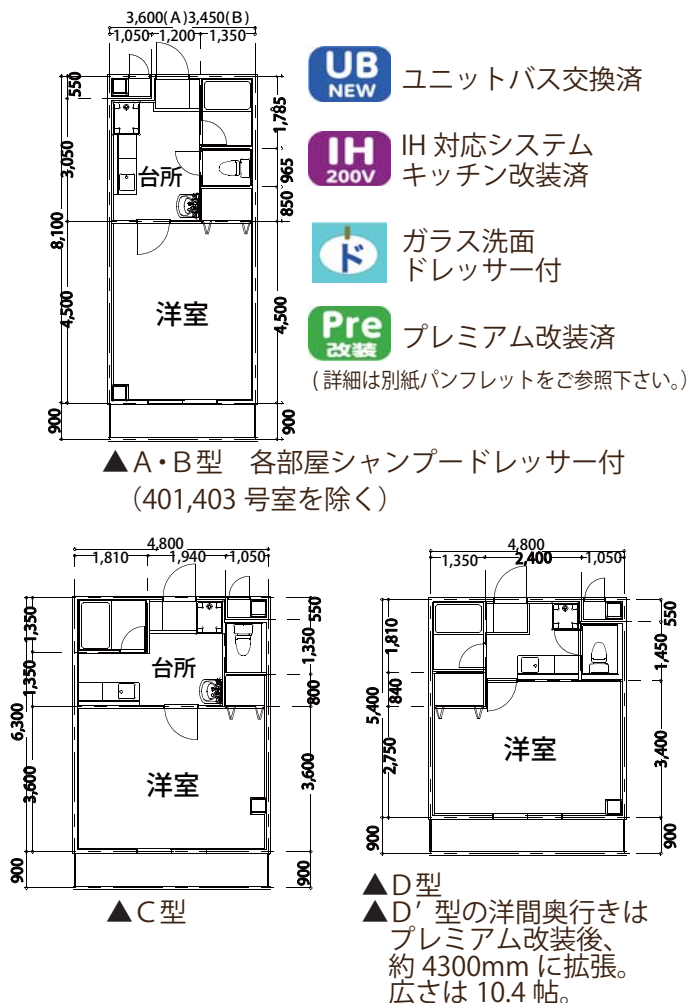 3,600(A)3,450(B)
1,050 1,200 1,350
550
3,050
8,100
4,500
900
1,785
965
850
4,500
900
台所
洋室
UB
NEW
ユニットバス交換済
IH
200V
IH 対応システム
キッチン改装済
ド
ガラス洗面
ドレッサー付
Pre
改装
プレミアム改装済
(詳細は別紙パンフレットをご参照下さい。)
▲A・B型 各部屋シャンプードレッサー付
(401,403 号室を除く)
4,800
1,810 1,940 1,050
1,350
1,350
6,300
3,600
900
550
1,350
800
3,600
900
台所
洋室
▲C型
4,800
1,350 2,400 1,050
1,810
840
5,400
2,750
900
550
1,450
3,400
900
洋室
▲D型
▲D′型の洋間奥行きは
プレミアム改装後、
約 4300mm に拡張。
広さは 10.4 帖。